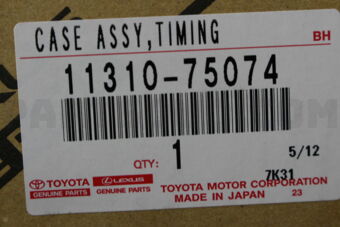 CASE ASSY,TIMING
BH
11310-75074
QTY: 1
5/12
7K31
TOYOTA LEXUS
GENUINE PARTS GENUINE PARTS
TOYOTA MOTOR CORPORATION
MADE IN JAPAN 23